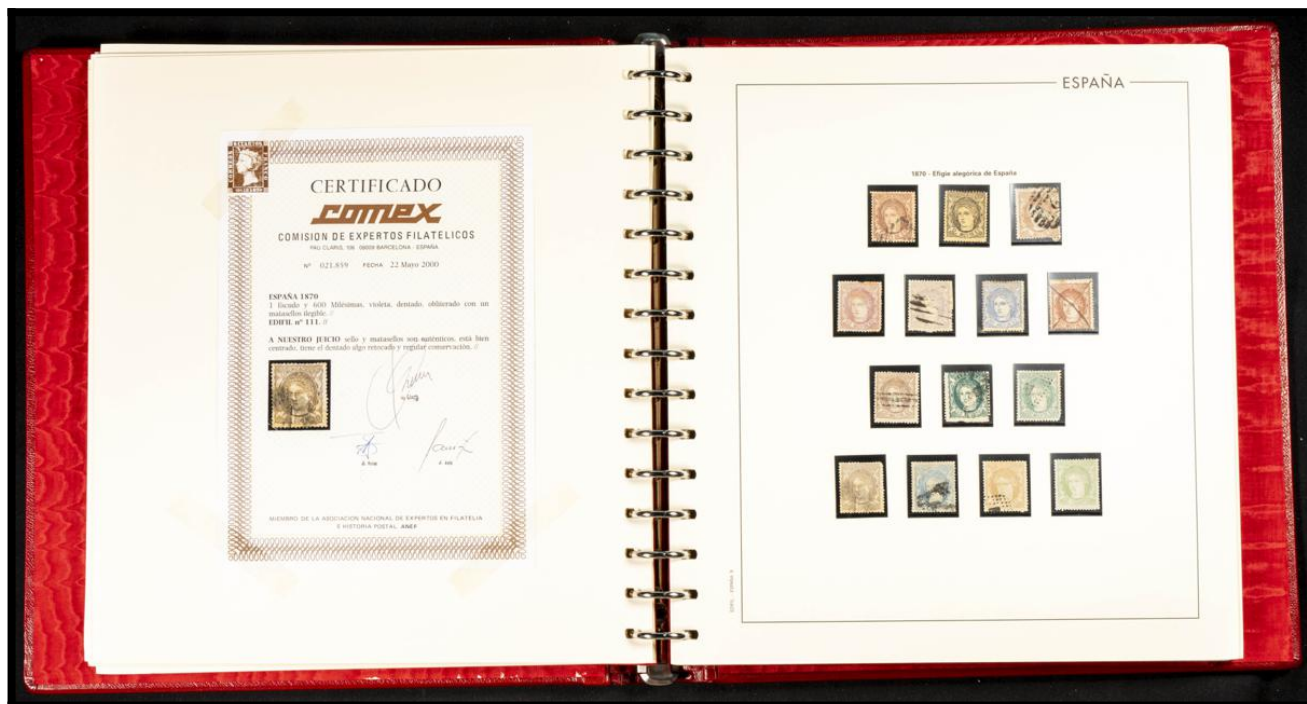 CERTIFICADO
comex
COMISION DE EXPERTOS FILATELICOS
PAU CLARIS, 108 08009 BARCELONA - ESPAÑA
Nº 021.859 FECHA 22 Mayo 2000
ESPAÑA 1870
1 Escudo y 600 Milésimas, violeta, dentado, obliterado con un
matasellos ilegible. //
EDIFIL nº 111. //
A NUESTRO JUICIO sello y matasellos son auténticos, está bien
centrado, tiene el dentado algo retocado y regular conservación. //
MIEMBRO DE LA ASOCIACION NACIONAL DE EXPERTOS EN FILATELIA
E HISTORIA POSTAL. ANEF
ESPAÑA
1870 - Efigie alegórica de España